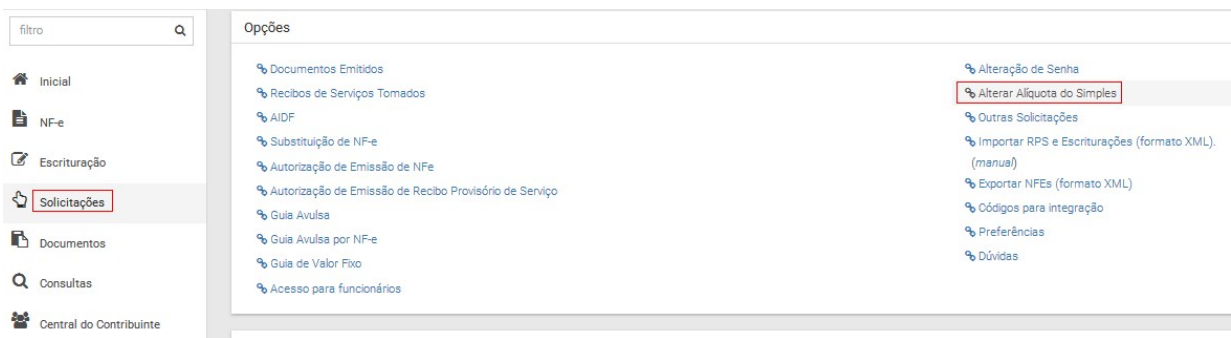 filtro
Inicial
NF-e
Escrituração
Solicitações
Documentos
Consultas
Central do Contribuinte
Opções
Documentos Emitidos
Recibos de Serviços Tomados
AIDF
Substituição de NF-e
Autorização de Emissão de NFe
Autorização de Emissão de Recibo Provisório de Serviço
Guia Avulsa
Guia Avulsa por NF-e
Guia de Valor Fixo
Acesso para funcionários
Alteração de Senha
Alterar Alíquota do Simples
Outras Solicitações
Importar RPS e Escriturações (formato XML).
(manual)
Exportar NFEs (formato XML)
Códigos para integração
Preferências
Dúvidas